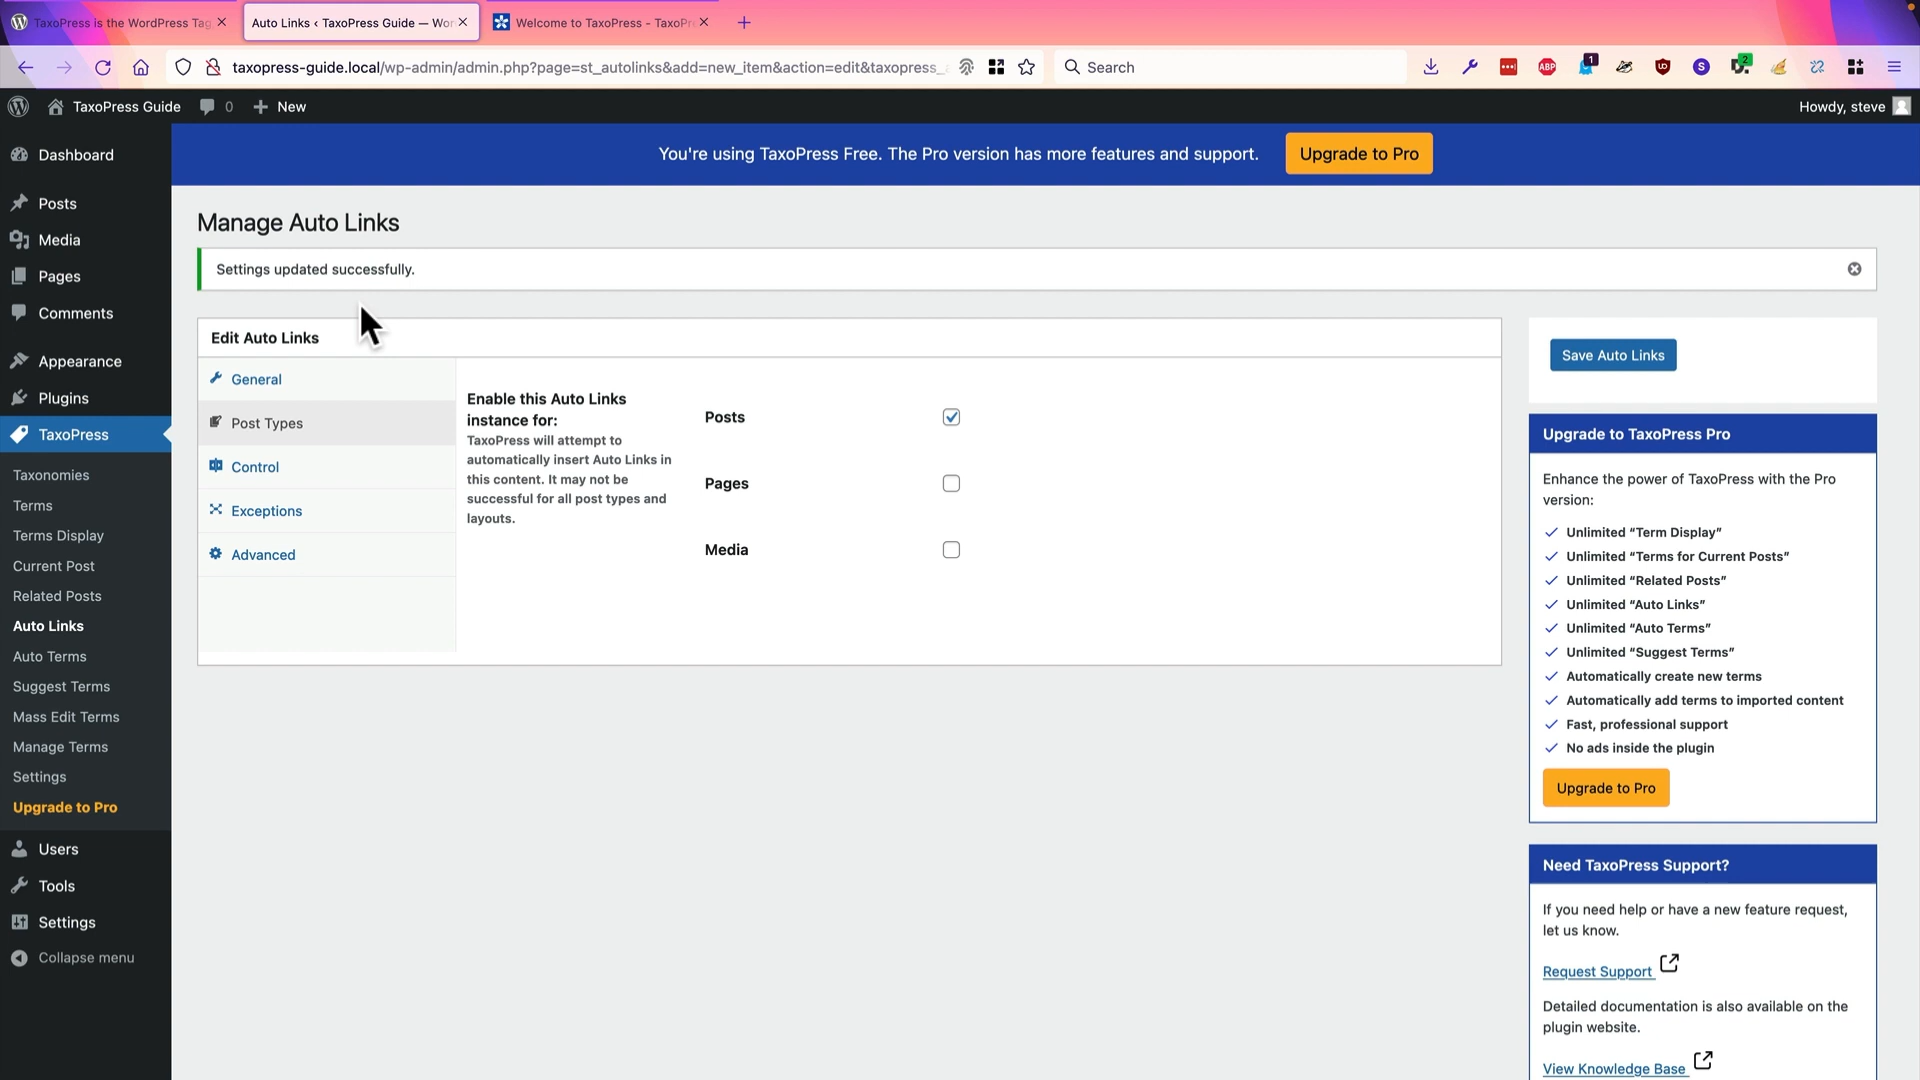 TaxoPress is the WordPress Tag
Auto Links ‹ TaxoPress Guide — Wor
Welcome to TaxoPress - TaxoPr
taxopress-guide.local/wp-admin/admin.php?page=st_autolinks&add=new_item&action=edit&taxopress_
Search
ABP
1
S
2
TaxoPress Guide
0
New
Howdy, steve
You're using TaxoPress Free. The Pro version has more features and support.
Upgrade to Pro
Dashboard
Posts
Media
Pages
Comments
Appearance
Plugins
TaxoPress
Taxonomies
Terms
Terms Display
Current Post
Related Posts
Auto Links
Auto Terms
Suggest Terms
Mass Edit Terms
Manage Terms
Settings
Upgrade to Pro
Users
Tools
Settings
Collapse menu
Manage Auto Links
Settings updated successfully.
Edit Auto Links
General
Post Types
Control
Exceptions
Advanced
Enable this Auto Links
instance for:
TaxoPress will attempt to
automatically insert Auto Links in
this content. It may not be
successful for all post types and
layouts.
Posts
Pages
Media
Save Auto Links
Upgrade to TaxoPress Pro
Enhance the power of TaxoPress with the Pro
version:
Unlimited “Term Display”
Unlimited “Terms for Current Posts”
Unlimited “Related Posts”
Unlimited “Auto Links”
Unlimited “Auto Terms”
Unlimited “Suggest Terms”
Automatically create new terms
Automatically add terms to imported content
Fast, professional support
No ads inside the plugin
Upgrade to Pro
Need TaxoPress Support?
If you need help or have a new feature request,
let us know.
Request Support
Detailed documentation is also available on the
plugin website.
View Knowledge Base